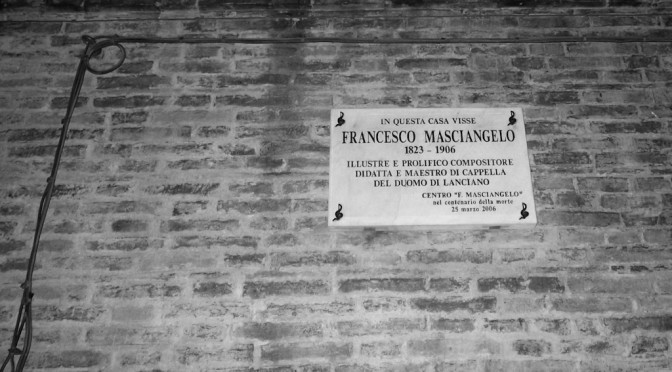 IN QUESTA CASA VISSE
FRANCESCO MASCIANGELO
1823 - 1906
ILLUSTRE E PROLIFICO COMPOSITORE
DIDATTA E MAESTRO DI CAPPELLA
DEL DUOMO DI LANCIANO
CENTRO "F. MASCIANGELO"
nel centenario della morte
25 marzo 2006